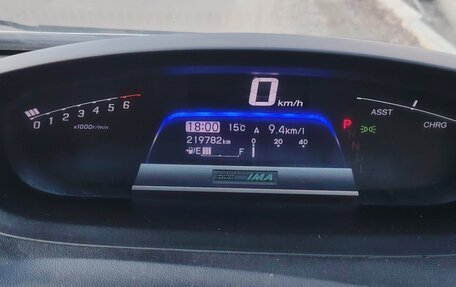 0 km/h
0 1 2 3 4 5 6
x1000r/min
ASST
CHRG
18:00 15°C A 9.4km/l
219782km 0 20 40
E F
P
R
N
D
IMA